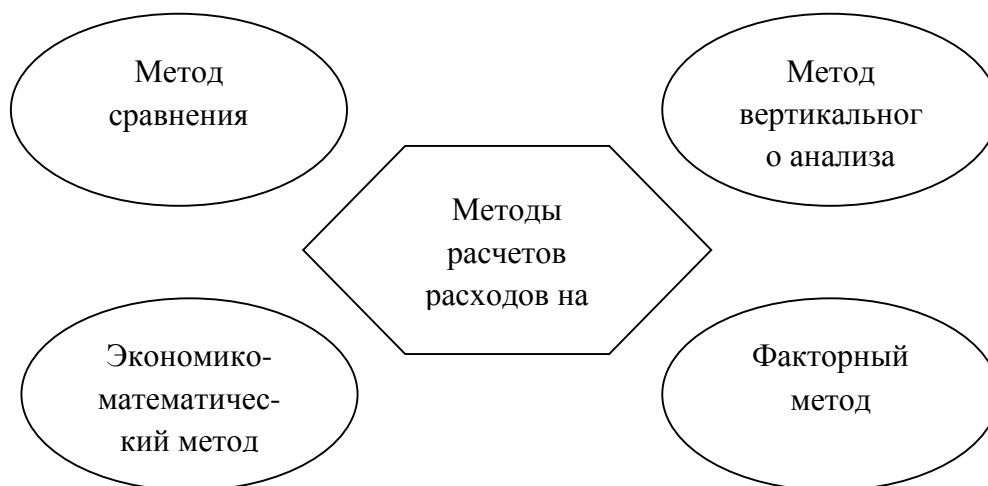 Метод
сравнения
Метод
вертикальног
о анализа
Методы
расчетов
расходов на
Экономико-
математичес-
кий метод
Факторный
метод